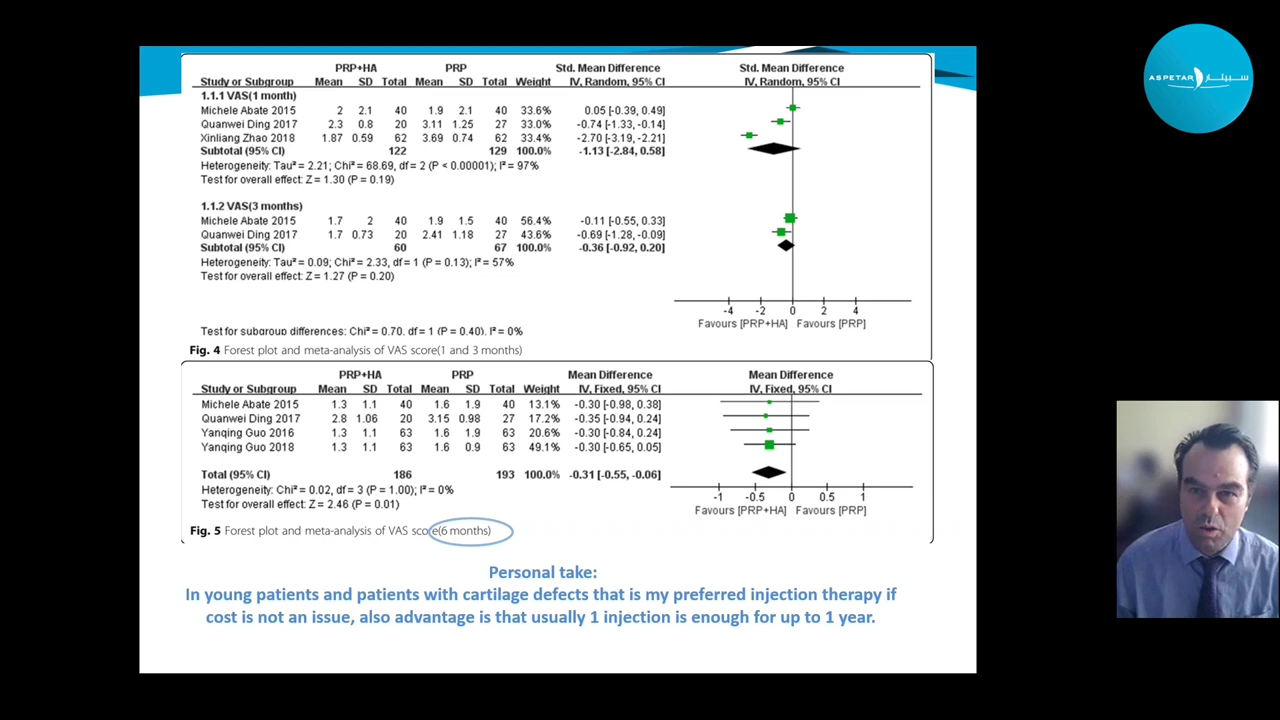 ASPETAR سبيتار
PRP+HA PRP Std. Mean Difference Std. Mean Difference
Study or Subgroup Mean SD Total Mean SD Total Weight IV, Random, 95% CI IV, Random, 95% CI
1.1.1 VAS(1 month)
Michele Abate 2015 2 2.1 40 1.9 2.1 40 33.6% 0.05 [-0.39, 0.49]
Quanwei Ding 2017 2.3 0.8 20 3.11 1.25 27 33.0% -0.74 [-1.33, -0.14]
Xinliang Zhao 2018 1.87 0.59 62 3.69 0.74 62 33.4% -2.70 [-3.19, -2.21]
Subtotal (95% CI) 122 129 100.0% -1.13 [-2.84, 0.58]
Heterogeneity: Tau² = 2.21; Chi² = 68.69, df = 2 (P < 0.00001); I² = 97%
Test for overall effect: Z = 1.30 (P = 0.19)
1.1.2 VAS(3 months)
Michele Abate 2015 1.7 2 40 1.9 1.5 40 56.4% -0.11 [-0.55, 0.33]
Quanwei Ding 2017 1.7 0.73 20 2.41 1.18 27 43.6% -0.69 [-1.28, -0.09]
Subtotal (95% CI) 60 67 100.0% -0.36 [-0.92, 0.20]
Heterogeneity: Tau² = 0.09; Chi² = 2.33, df = 1 (P = 0.13); I² = 57%
Test for overall effect: Z = 1.27 (P = 0.20)
-4 -2 0 2 4
Favours [PRP+HA] Favours [PRP]
Test for subgroup differences: Chi² = 0.70, df = 1 (P = 0.40), I² = 0%
Fig. 4 Forest plot and meta-analysis of VAS score(1 and 3 months)
PRP+HA PRP Mean Difference Mean Difference
Study or Subgroup Mean SD Total Mean SD Total Weight IV, Fixed, 95% CI IV, Fixed, 95% CI
Michele Abate 2015 1.3 1.1 40 1.6 1.9 40 13.1% -0.30 [-0.98, 0.38]
Quanwei Ding 2017 2.8 1.06 20 3.15 0.98 27 17.2% -0.35 [-0.94, 0.24]
Yanqing Guo 2016 1.3 1.1 63 1.6 1.9 63 20.6% -0.30 [-0.84, 0.24]
Yanqing Guo 2018 1.3 1.1 63 1.6 0.9 63 49.1% -0.30 [-0.65, 0.05]
Total (95% CI) 186 193 100.0% -0.31 [-0.55, -0.06]
Heterogeneity: Chi² = 0.02, df = 3 (P = 1.00); I² = 0%
Test for overall effect: Z = 2.46 (P = 0.01)
-1 -0.5 0 0.5 1
Favours [PRP+HA] Favours [PRP]
Fig. 5 Forest plot and meta-analysis of VAS score(6 months)
Personal take:
In young patients and patients with cartilage defects that is my preferred injection therapy if
cost is not an issue, also advantage is that usually 1 injection is enough for up to 1 year.